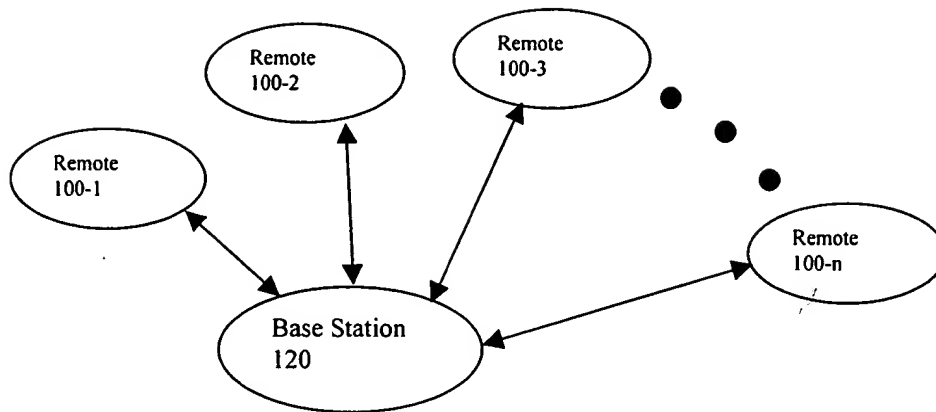 Remote
100-1
Remote
100-2
Remote
100-3
Remote
100-n
Base Station
120